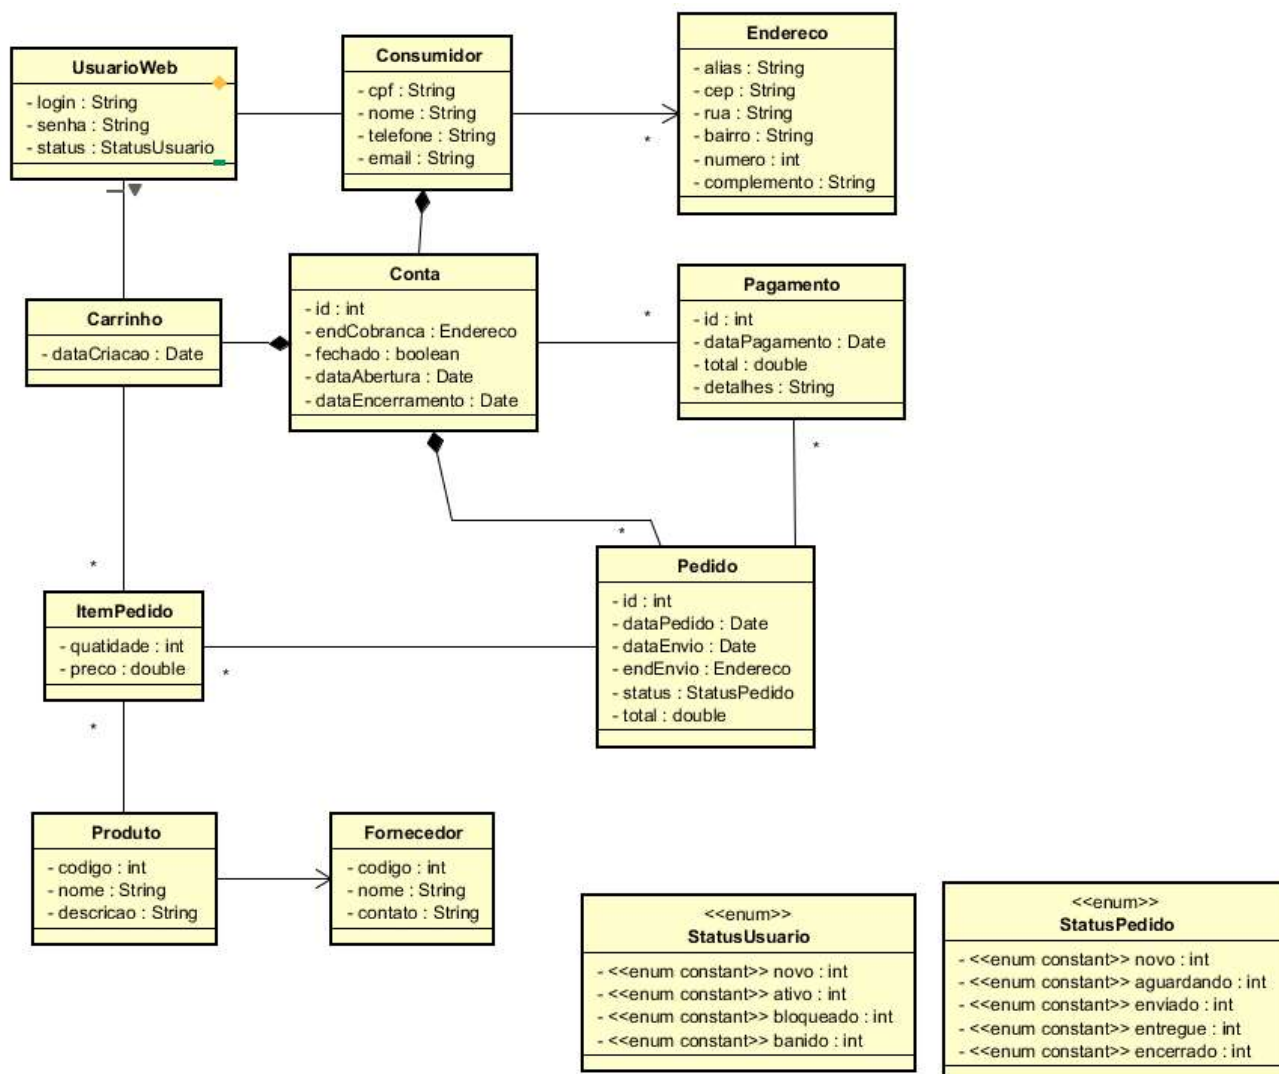 UsuarioWeb
- login : String
- senha : String
- status : StatusUsuario
Consumidor
- cpf : String
- nome : String
- telefone : String
- email : String
Endereco
- alias : String
- cep : String
- rua : String
- bairro : String
- numero : int
- complemento : String
*
Carrinho
- dataCriacao : Date
Conta
- id : int
- endCobranca : Endereco
- fechado : boolean
- dataAbertura : Date
- dataEncerramento : Date
*
Pagamento
- id : int
- dataPagamento : Date
- total : double
- detalhes : String
*
*
*
ItemPedido
- quatidade : int
- preco : double
*
*
Pedido
- id : int
- dataPedido : Date
- dataEnvio : Date
- endEnvio : Endereco
- status : StatusPedido
- total : double
Produto
- codigo : int
- nome : String
- descricao : String
Fornecedor
- codigo : int
- nome : String
- contato : String
<<enum>>
StatusUsuario
- <<enum constant>> novo : int
- <<enum constant>> ativo : int
- <<enum constant>> bloqueado : int
- <<enum constant>> banido : int
<<enum>>
StatusPedido
- <<enum constant>> novo : int
- <<enum constant>> aguardando : int
- <<enum constant>> enviado : int
- <<enum constant>> entregue : int
- <<enum constant>> encerrado : int